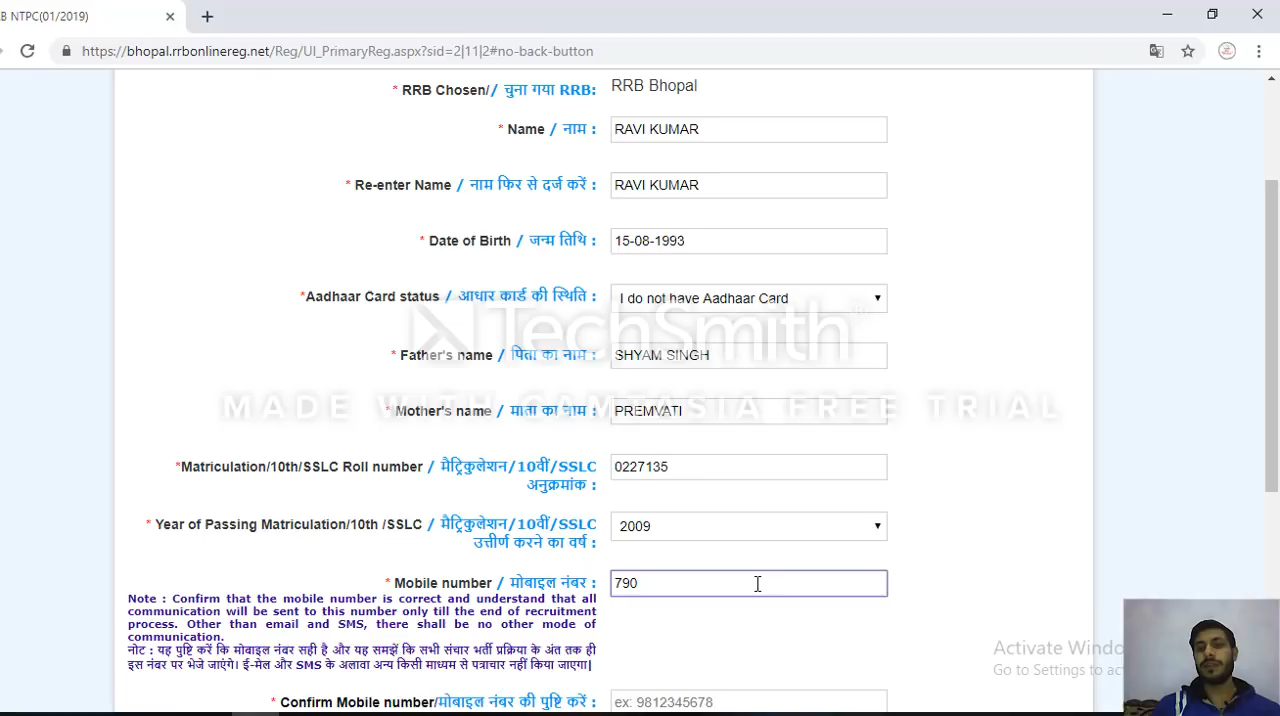 B NTPC(01/2019)
https://bhopal.rrbonlinereg.net/Reg/UI_PrimaryReg.aspx?sid=2|11|2#no-back-button
* RRB Chosen/ / चुना गया RRB: RRB Bhopal
* Name / नाम : RAVI KUMAR
* Re-enter Name / नाम फिर से दर्ज करें : RAVI KUMAR
* Date of Birth / जन्म तिथि : 15-08-1993
*Aadhaar Card status / आधार कार्ड की स्थिति : I do not have Aadhaar Card
TechSmith
* Father's name / पिता का नाम : SHYAM SINGH
MADE WITH CAMTASIA FREE TRIAL
* Mother's name / माता का नाम : PREMVATI
*Matriculation/10th/SSLC Roll number / मैट्रिकुलेशन/10वीं/SSLC 0227135
अनुक्रमांक :
* Year of Passing Matriculation/10th /SSLC / मैट्रिकुलेशन/10वीं/SSLC 2009
उत्तीर्ण करने का वर्ष :
* Mobile number / मोबाइल नंबर : 790
Note : Confirm that the mobile number is correct and understand that all
communication will be sent to this number only till the end of recruitment
process. Other than email and SMS, there shall be no other mode of
communication.
नोट : यह पुष्टि करें कि मोबाइल नंबर सही है और यह समझें कि सभी संचार भर्ती प्रक्रिया के अंत तक ही
इस नंबर पर भेजे जाएंगे। ई-मेल और SMS के अलावा अन्य किसी माध्यम से पत्राचार नहीं किया जाएगा|
Activate Windo
Go to Settings to ac
* Confirm Mobile number/मोबाइल नंबर की पुष्टि करें : ex: 9812345678